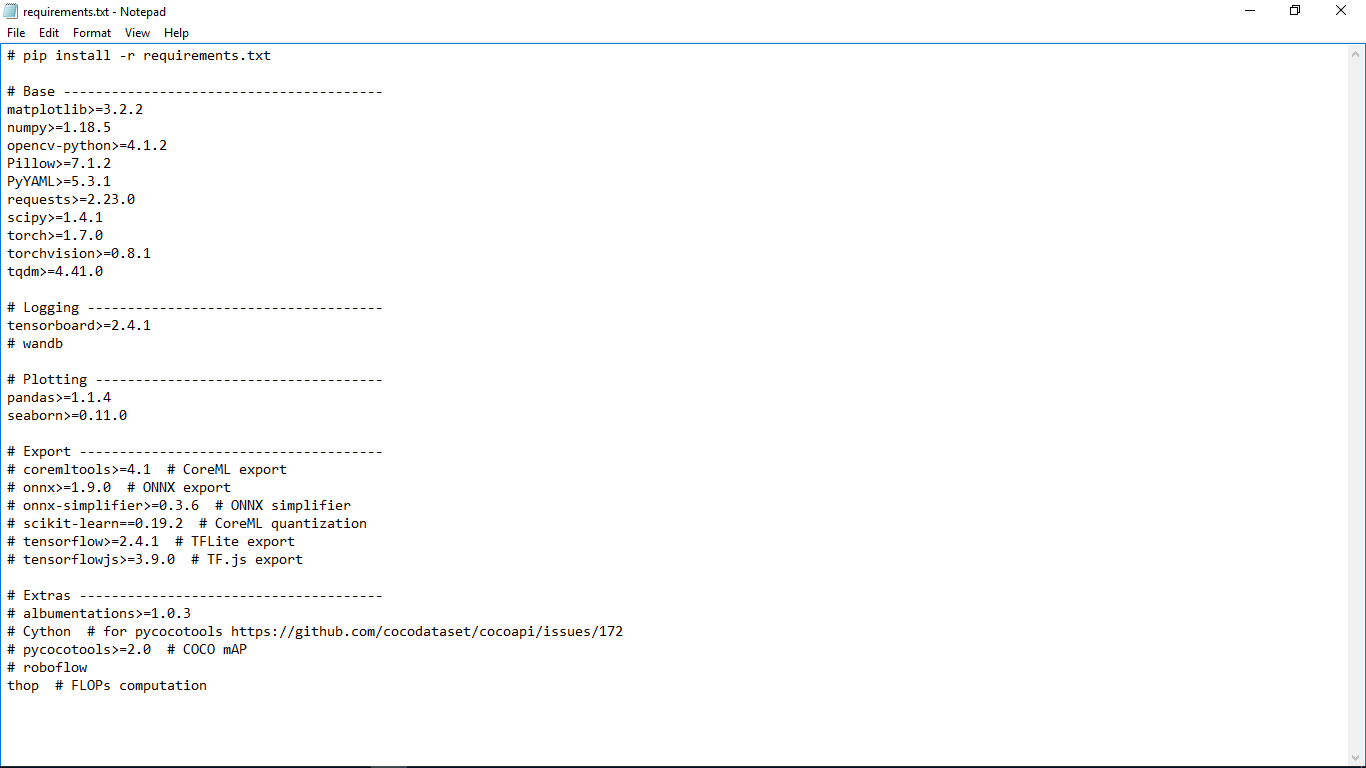 requirements.txt - Notepad
File Edit Format View Help
# pip install -r requirements.txt
# Base ----------------------------------------
matplotlib>=3.2.2
numpy>=1.18.5
opencv-python>=4.1.2
Pillow>=7.1.2
PyYAML>=5.3.1
requests>=2.23.0
scipy>=1.4.1
torch>=1.7.0
torchvision>=0.8.1
tqdm>=4.41.0
# Logging -------------------------------------
tensorboard>=2.4.1
# wandb
# Plotting ------------------------------------
pandas>=1.1.4
seaborn>=0.11.0
# Export --------------------------------------
# coremltools>=4.1  # CoreML export
# onnx>=1.9.0  # ONNX export
# onnx-simplifier>=0.3.6  # ONNX simplifier
# scikit-learn==0.19.2  # CoreML quantization
# tensorflow>=2.4.1  # TFLite export
# tensorflowjs>=3.9.0  # TF.js export
# Extras --------------------------------------
# albumentations>=1.0.3
# Cython  # for pycocotools https://github.com/cocodataset/cocoapi/issues/172
# pycocotools>=2.0  # COCO mAP
# roboflow
thop  # FLOPs computation